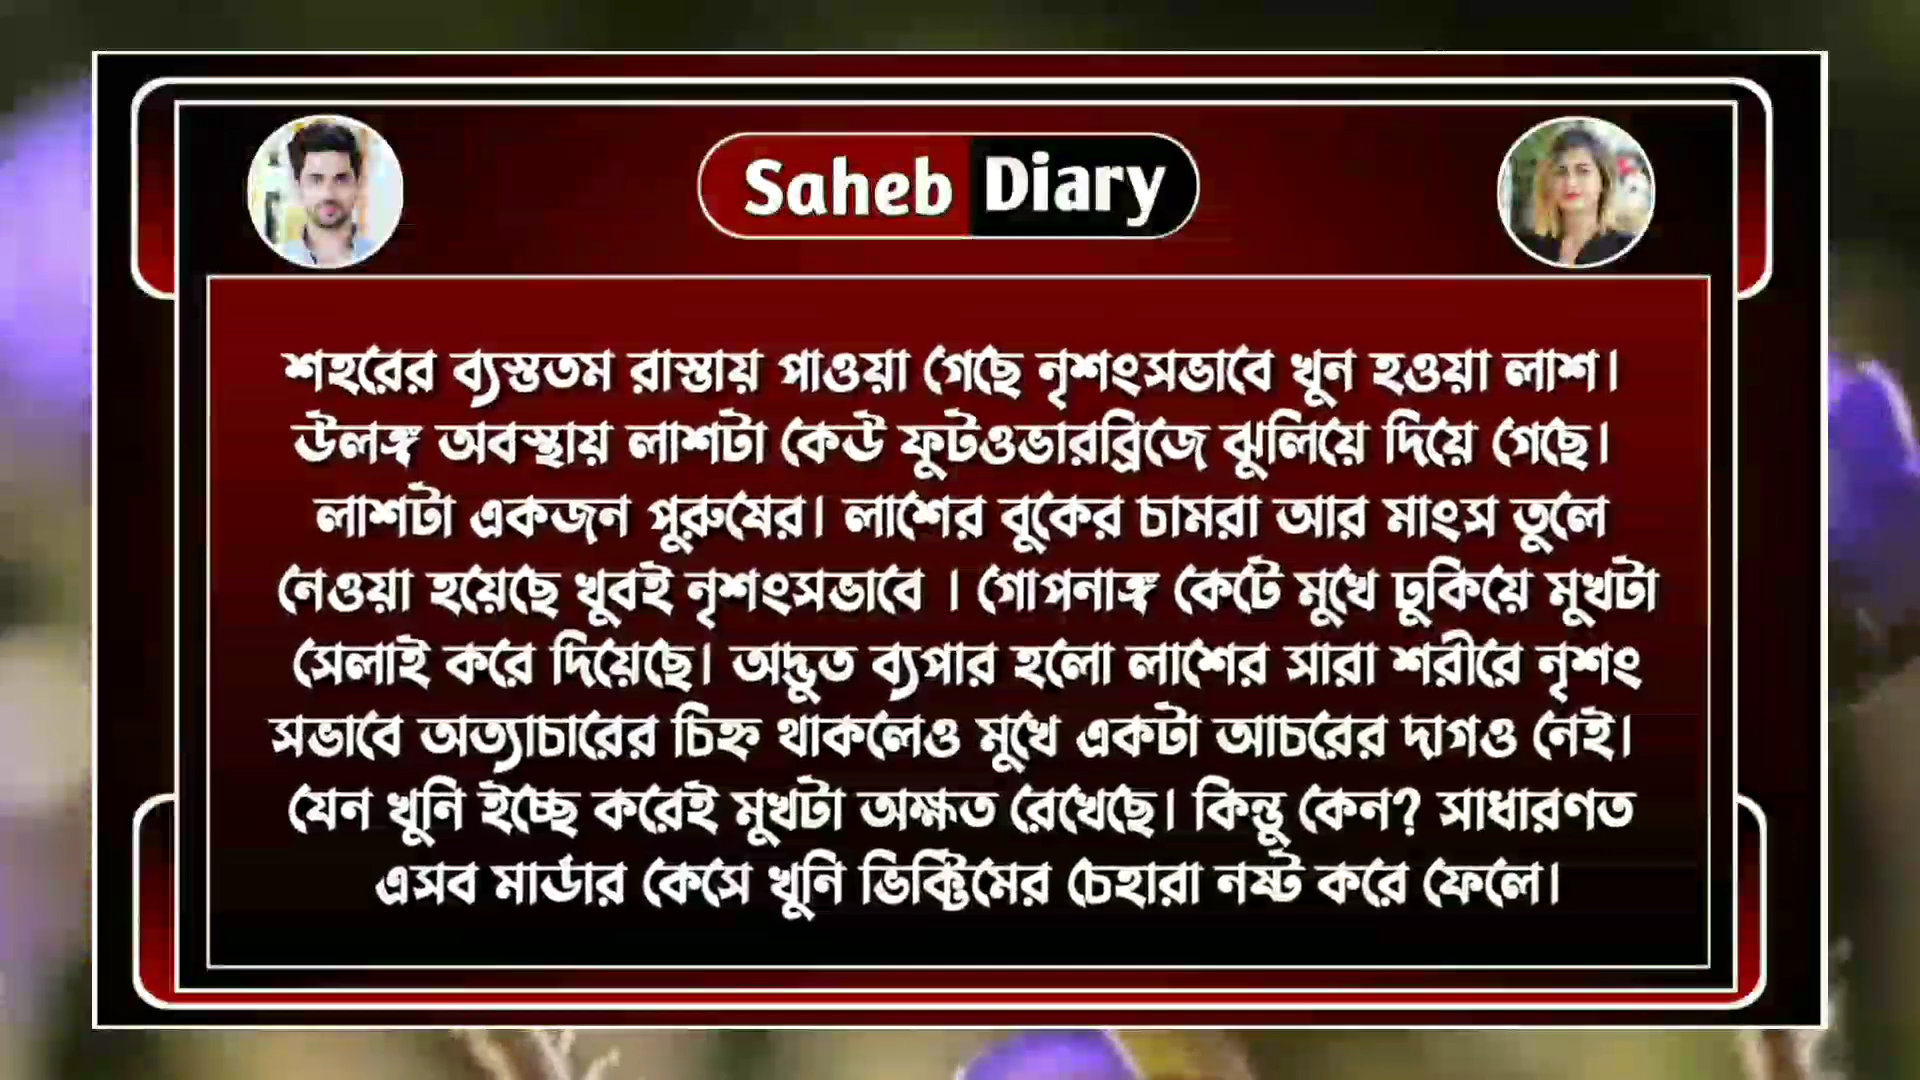 Saheb Diary
শহরের ব্যস্ততম রাস্তায় পাওয়া গেছে নৃশংসভাবে খুন হওয়া লাশ।
উলঙ্গ অবস্থায় লাশটা কেউ ফুটওভারব্রিজে ঝুলিয়ে দিয়ে গেছে।
লাশটা একজন পুরুষের। লাশের বুকের চামরা আর মাংস তুলে
নেওয়া হয়েছে খুবই নৃশংসভাবে । গোপনাঙ্গ কেটে মুখে ঢুকিয়ে মুখটা
সেলাই করে দিয়েছে। অদ্ভুত ব্যপার হলো লাশের সারা শরীরে নৃশং
সভাবে অত্যাচারের চিহ্ন থাকলেও মুখে একটা আচরের দাগও নেই।
যেন খুনি ইচ্ছে করেই মুখটা অক্ষত রেখেছে। কিন্তু কেন? সাধারণত
এসব মার্ডার কেসে খুনি ভিক্টিমের চেহারা নষ্ট করে ফেলে।